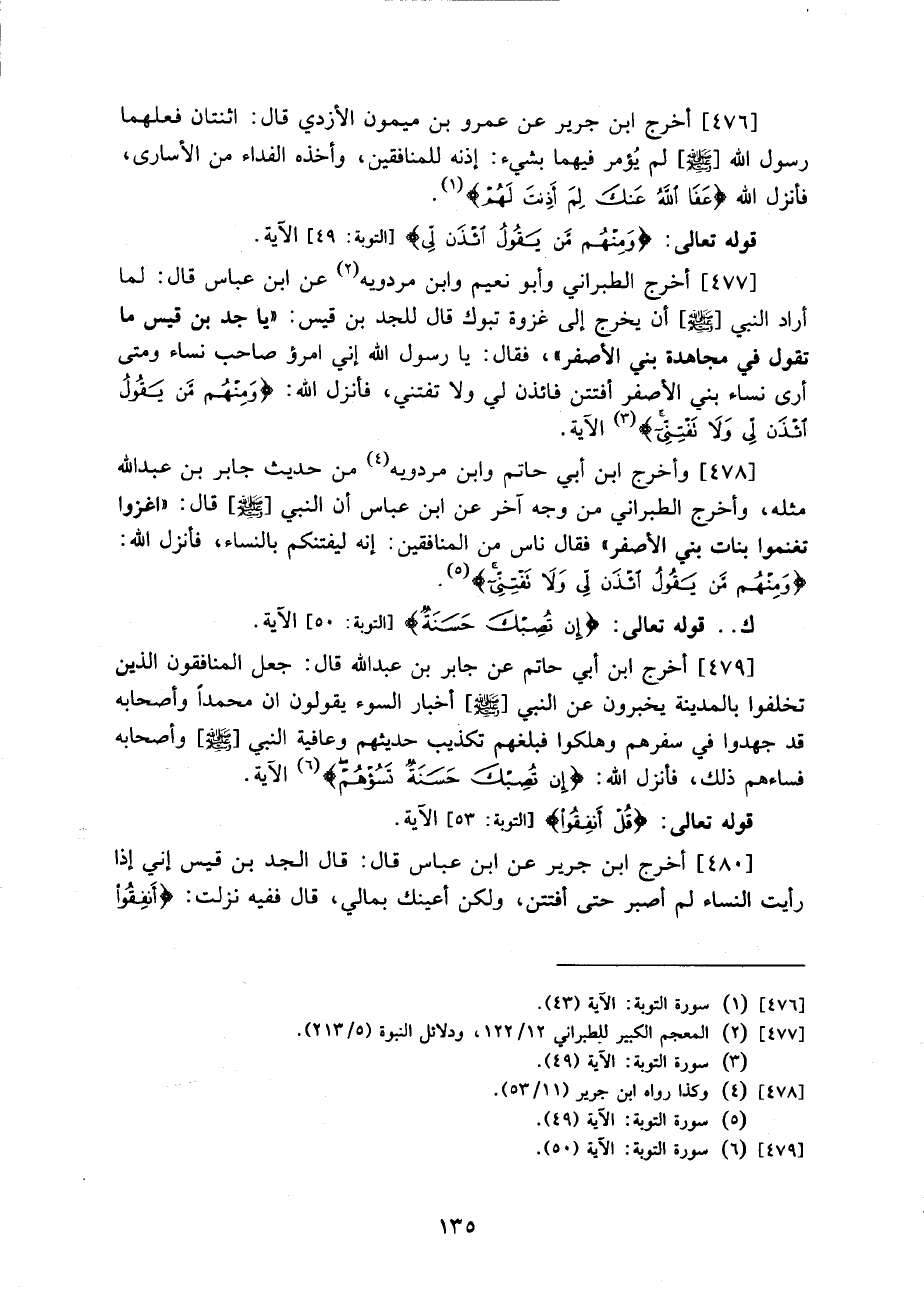 [٤٧٦] أخرج ابن جرير عن عمرو بن ميمون الأزدي قال: اثنتان فعلهما
رسول الله [ﷺ] لم يُؤمر فيهما بشيء: إذنه للمنافقين، وأخذه الفداء من الأسارى،
فأنزل الله ﴿عَفَا ٱللَّهُ عَنكَ لِمَ أَذِنتَ لَهُمْ﴾(١).
قوله تعالى: ﴿وَمِنْهُم مَّن يَقُولُ ٱئْذَن لِّي﴾ [التوبة: ٤٩] الآية.
[٤٧٧] أخرج الطبراني وأبو نعيم وابن مردويه(٢) عن ابن عباس قال: لما
أراد النبي [ﷺ] أن يخرج إلى غزوة تبوك قال للجد بن قيس: «يا جد بن قيس ما
تقول في مجاهدة بني الأصفر»، فقال: يا رسول الله إني امرؤ صاحب نساء ومتى
أرى نساء بني الأصفر أفتتن فائذن لي ولا تفتني، فأنزل الله: ﴿وَمِنْهُم مَّن يَقُولُ
ٱئْذَن لِّي وَلَا تَفْتِنِّيٓ﴾(٣) الآية.
[٤٧٨] وأخرج ابن أبي حاتم وابن مردويه(٤) من حديث جابر بن عبدالله
مثله، وأخرج الطبراني من وجه آخر عن ابن عباس أن النبي [ﷺ] قال: «اغزوا
تغنموا بنات بني الأصفر» فقال ناس من المنافقين: إنه ليفتنكم بالنساء، فأنزل الله:
﴿وَمِنْهُم مَّن يَقُولُ ٱئْذَن لِّي وَلَا تَفْتِنِّيٓ﴾(٥).
ك.. قوله تعالى: ﴿إِن تُصِبْكَ حَسَنَةٌ﴾ [التوبة: ٥٠] الآية.
[٤٧٩] أخرج ابن أبي حاتم عن جابر بن عبدالله قال: جعل المنافقون الذين
تخلفوا بالمدينة يخبرون عن النبي [ﷺ] أخبار السوء يقولون ان محمداً وأصحابه
قد جهدوا في سفرهم وهلكوا فبلغهم تكذيب حديثهم وعافية النبي [ﷺ] وأصحابه
فساءهم ذلك، فأنزل الله: ﴿إِن تُصِبْكَ حَسَنَةٌ تَسُؤْهُمْ﴾(٦) الآية.
قوله تعالى: ﴿قُلْ أَنفِقُواْ﴾ [التوبة: ٥٣] الآية.
[٤٨٠] أخرج ابن جرير عن ابن عباس قال: قال الجد بن قيس إني إذا
رأيت النساء لم أصبر حتى أفتتن، ولكن أعينك بمالي، قال ففيه نزلت: ﴿أَنفِقُواْ
[٤٧٦] (١) سورة التوبة: الآية (٤٣).
[٤٧٧] (٢) المعجم الكبير للطبراني ١٢٢/١٢، ودلائل النبوة (٢١٣/٥).
(٣) سورة التوبة: الآية (٤٩).
[٤٧٨] (٤) وكذا رواه ابن جرير (٥٣/١١).
(٥) سورة التوبة: الآية (٤٩).
[٤٧٩] (٦) سورة التوبة: الآية (٥٠).
١٣٥